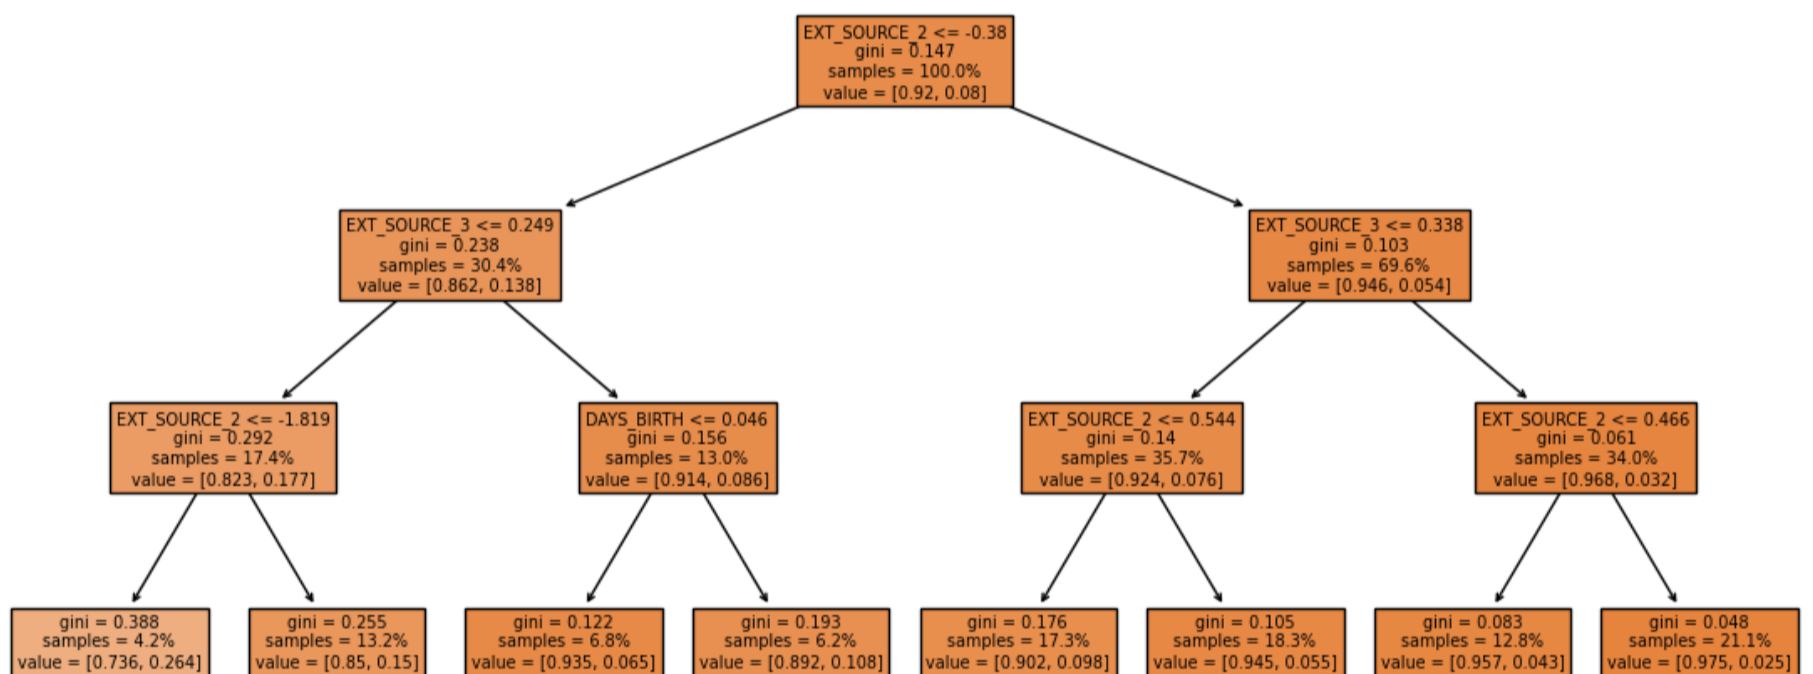 EXT_SOURCE_2 <= -0.38
gini = 0.147
samples = 100.0%
value = [0.92, 0.08]
EXT_SOURCE_3 <= 0.249
gini = 0.238
samples = 30.4%
value = [0.862, 0.138]
EXT_SOURCE_3 <= 0.338
gini = 0.103
samples = 69.6%
value = [0.946, 0.054]
EXT_SOURCE_2 <= -1.819
gini = 0.292
samples = 17.4%
value = [0.823, 0.177]
DAYS_BIRTH <= 0.046
gini = 0.156
samples = 13.0%
value = [0.914, 0.086]
EXT_SOURCE_2 <= 0.544
gini = 0.14
samples = 35.7%
value = [0.924, 0.076]
EXT_SOURCE_2 <= 0.466
gini = 0.061
samples = 34.0%
value = [0.968, 0.032]
gini = 0.388
samples = 4.2%
value = [0.736, 0.264]
gini = 0.255
samples = 13.2%
value = [0.85, 0.15]
gini = 0.122
samples = 6.8%
value = [0.935, 0.065]
gini = 0.193
samples = 6.2%
value = [0.892, 0.108]
gini = 0.176
samples = 17.3%
value = [0.902, 0.098]
gini = 0.105
samples = 18.3%
value = [0.945, 0.055]
gini = 0.083
samples = 12.8%
value = [0.957, 0.043]
gini = 0.048
samples = 21.1%
value = [0.975, 0.025]